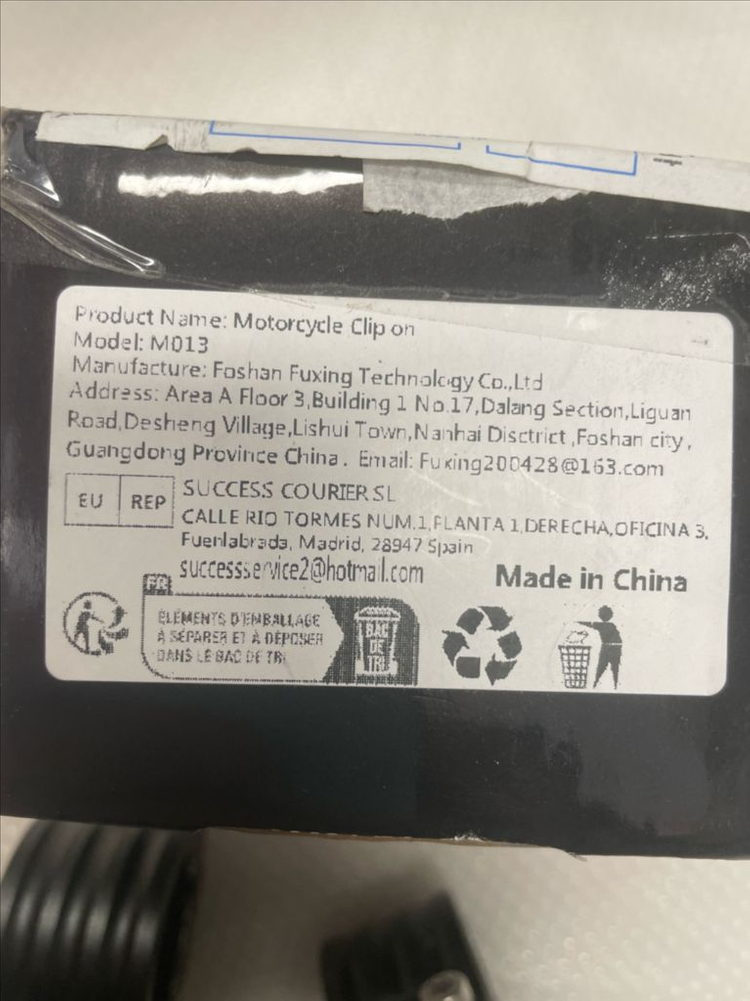 Product Name: Motorcycle Clip on
Model: M013
Manufacture: Foshan Fuxing Technology Co.,Ltd
Address: Area A Floor 3,Building 1 No.17,Dalang Section,Liguan
Road,Desheng Village,Lishui Town,Nanhai Disctrict ,Foshan city,
Guangdong Province China. Email: Fuxing200428@163.com
EU REP SUCCESS COURIER SL
CALLE RIO TORMES NUM.1,PLANTA 1,DERECHA,OFICINA 3,
Fuenlabrada, Madrid, 28947 Spain
successservice2@hotmail.com
Made in China
FR
ÉLÉMENTS D'EMBALLAGE
À SÉPARER ET À DÉPOSER
DANS LE BAC DE TRI
BAC
DE
TRI